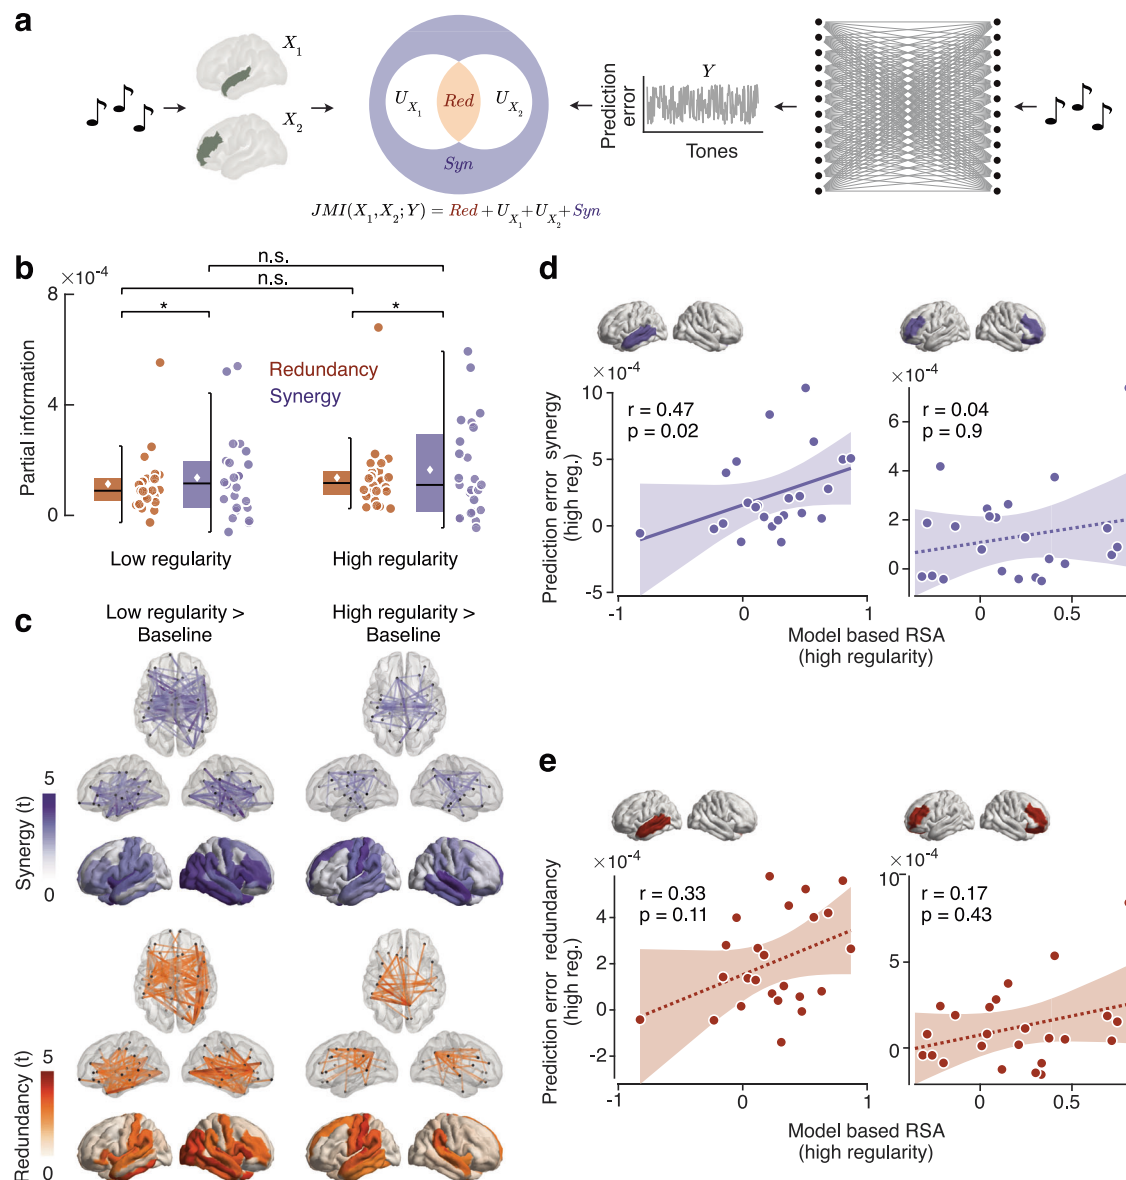 a
X1
X2
UX1
Red
UX2
Syn
JMI(X1,X2;Y) = Red + UX1 + UX2 + Syn
Prediction
error
Y
Tones
b
×10-4
8
4
0
Partial information
n.s.
n.s.
*
*
Redundancy
Synergy
Low regularity
High regularity
c
Low regularity >
Baseline
High regularity >
Baseline
5
0
Synergy (t)
5
0
Redundancy (t)
d
×10-4
10
5
0
-5
Prediction error synergy
(high reg.)
r = 0.47
p = 0.02
-1
0
1
×10-4
6
4
2
0
r = 0.04
p = 0.9
0
0.5
Model based RSA
(high regularity)
e
×10-4
4
2
0
-2
Prediction error redundancy
(high reg.)
r = 0.33
p = 0.11
-1
0
1
×10-4
10
5
0
r = 0.17
p = 0.43
0
0.5
Model based RSA
(high regularity)